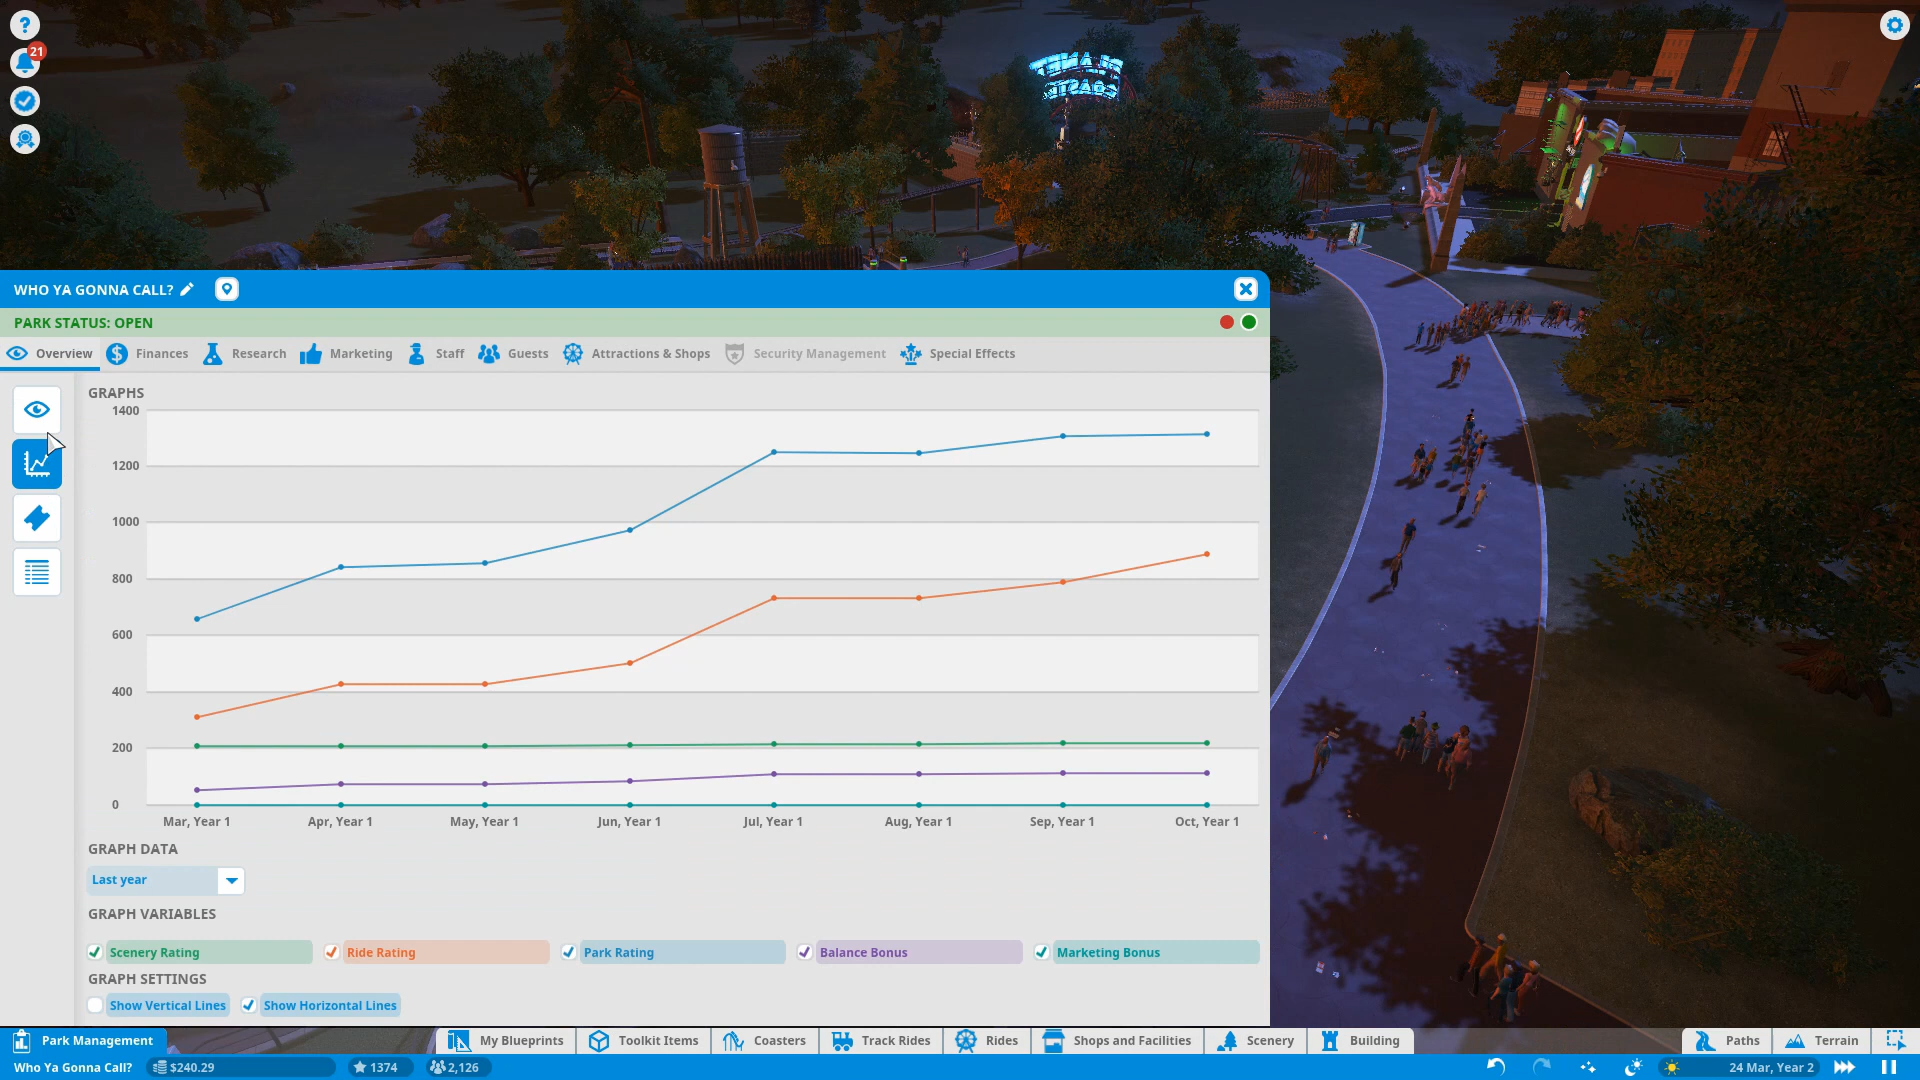 21
WHO YA GONNA CALL?
PARK STATUS: OPEN
Overview Finances Research Marketing Staff Guests Attractions & Shops Security Management Special Effects
GRAPHS
1400
1200
1000
800
600
400
200
0
Mar, Year 1 Apr, Year 1 May, Year 1 Jun, Year 1 Jul, Year 1 Aug, Year 1 Sep, Year 1 Oct, Year 1
GRAPH DATA
Last year
GRAPH VARIABLES
Scenery Rating Ride Rating Park Rating Balance Bonus Marketing Bonus
GRAPH SETTINGS
Show Vertical Lines Show Horizontal Lines
Park Management My Blueprints Toolkit Items Coasters Track Rides Rides Shops and Facilities Scenery Building Paths Terrain
Who Ya Gonna Call? $240.29 1374 2,126 24 Mar, Year 2